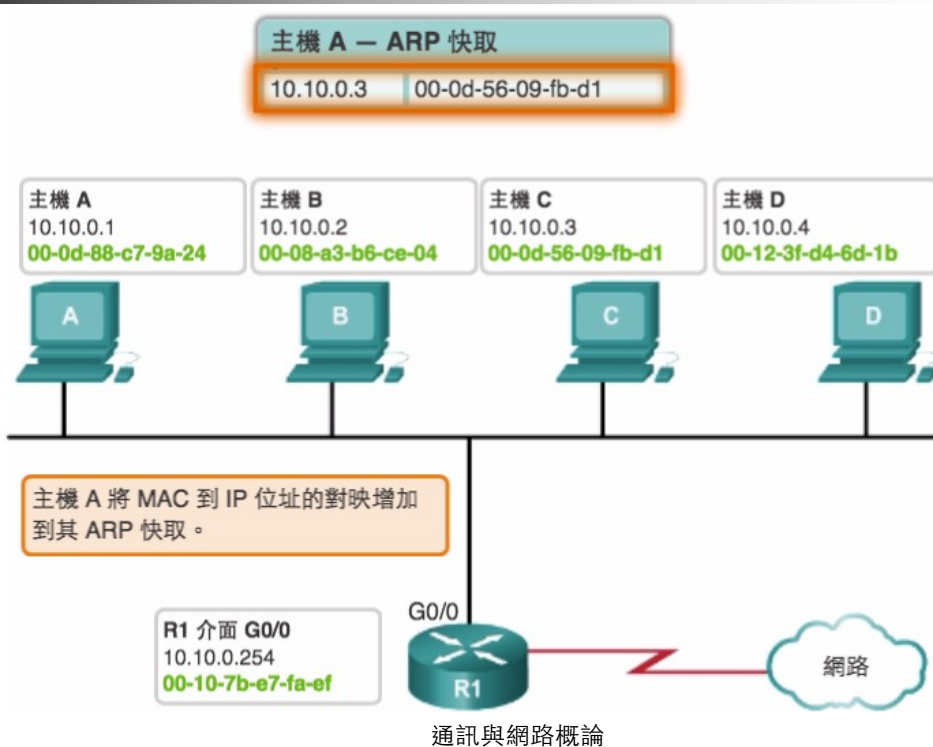 主機 A — ARP 快取
10.10.0.3 00-0d-56-09-fb-d1
主機 A
10.10.0.1
00-0d-88-c7-9a-24
主機 B
10.10.0.2
00-08-a3-b6-ce-04
主機 C
10.10.0.3
00-0d-56-09-fb-d1
主機 D
10.10.0.4
00-12-3f-d4-6d-1b
A
B
C
D
主機 A 將 MAC 到 IP 位址的對映增加
到其 ARP 快取。
G0/0
R1 介面 G0/0
10.10.0.254
00-10-7b-e7-fa-ef
R1
網路
通訊與網路概論